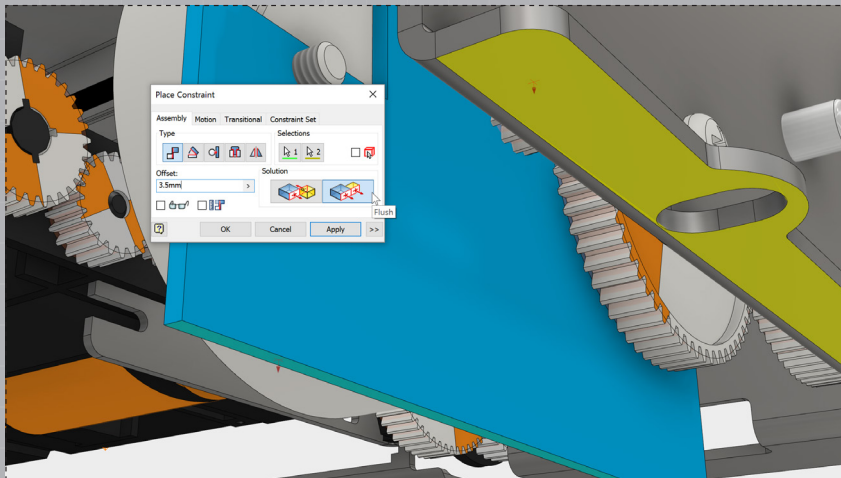 Place Constraint
Assembly Motion Transitional Constraint Set
Type
Selections
1 2
Offset:
Solution
3.5mm
>
Flush
OK Cancel Apply >>